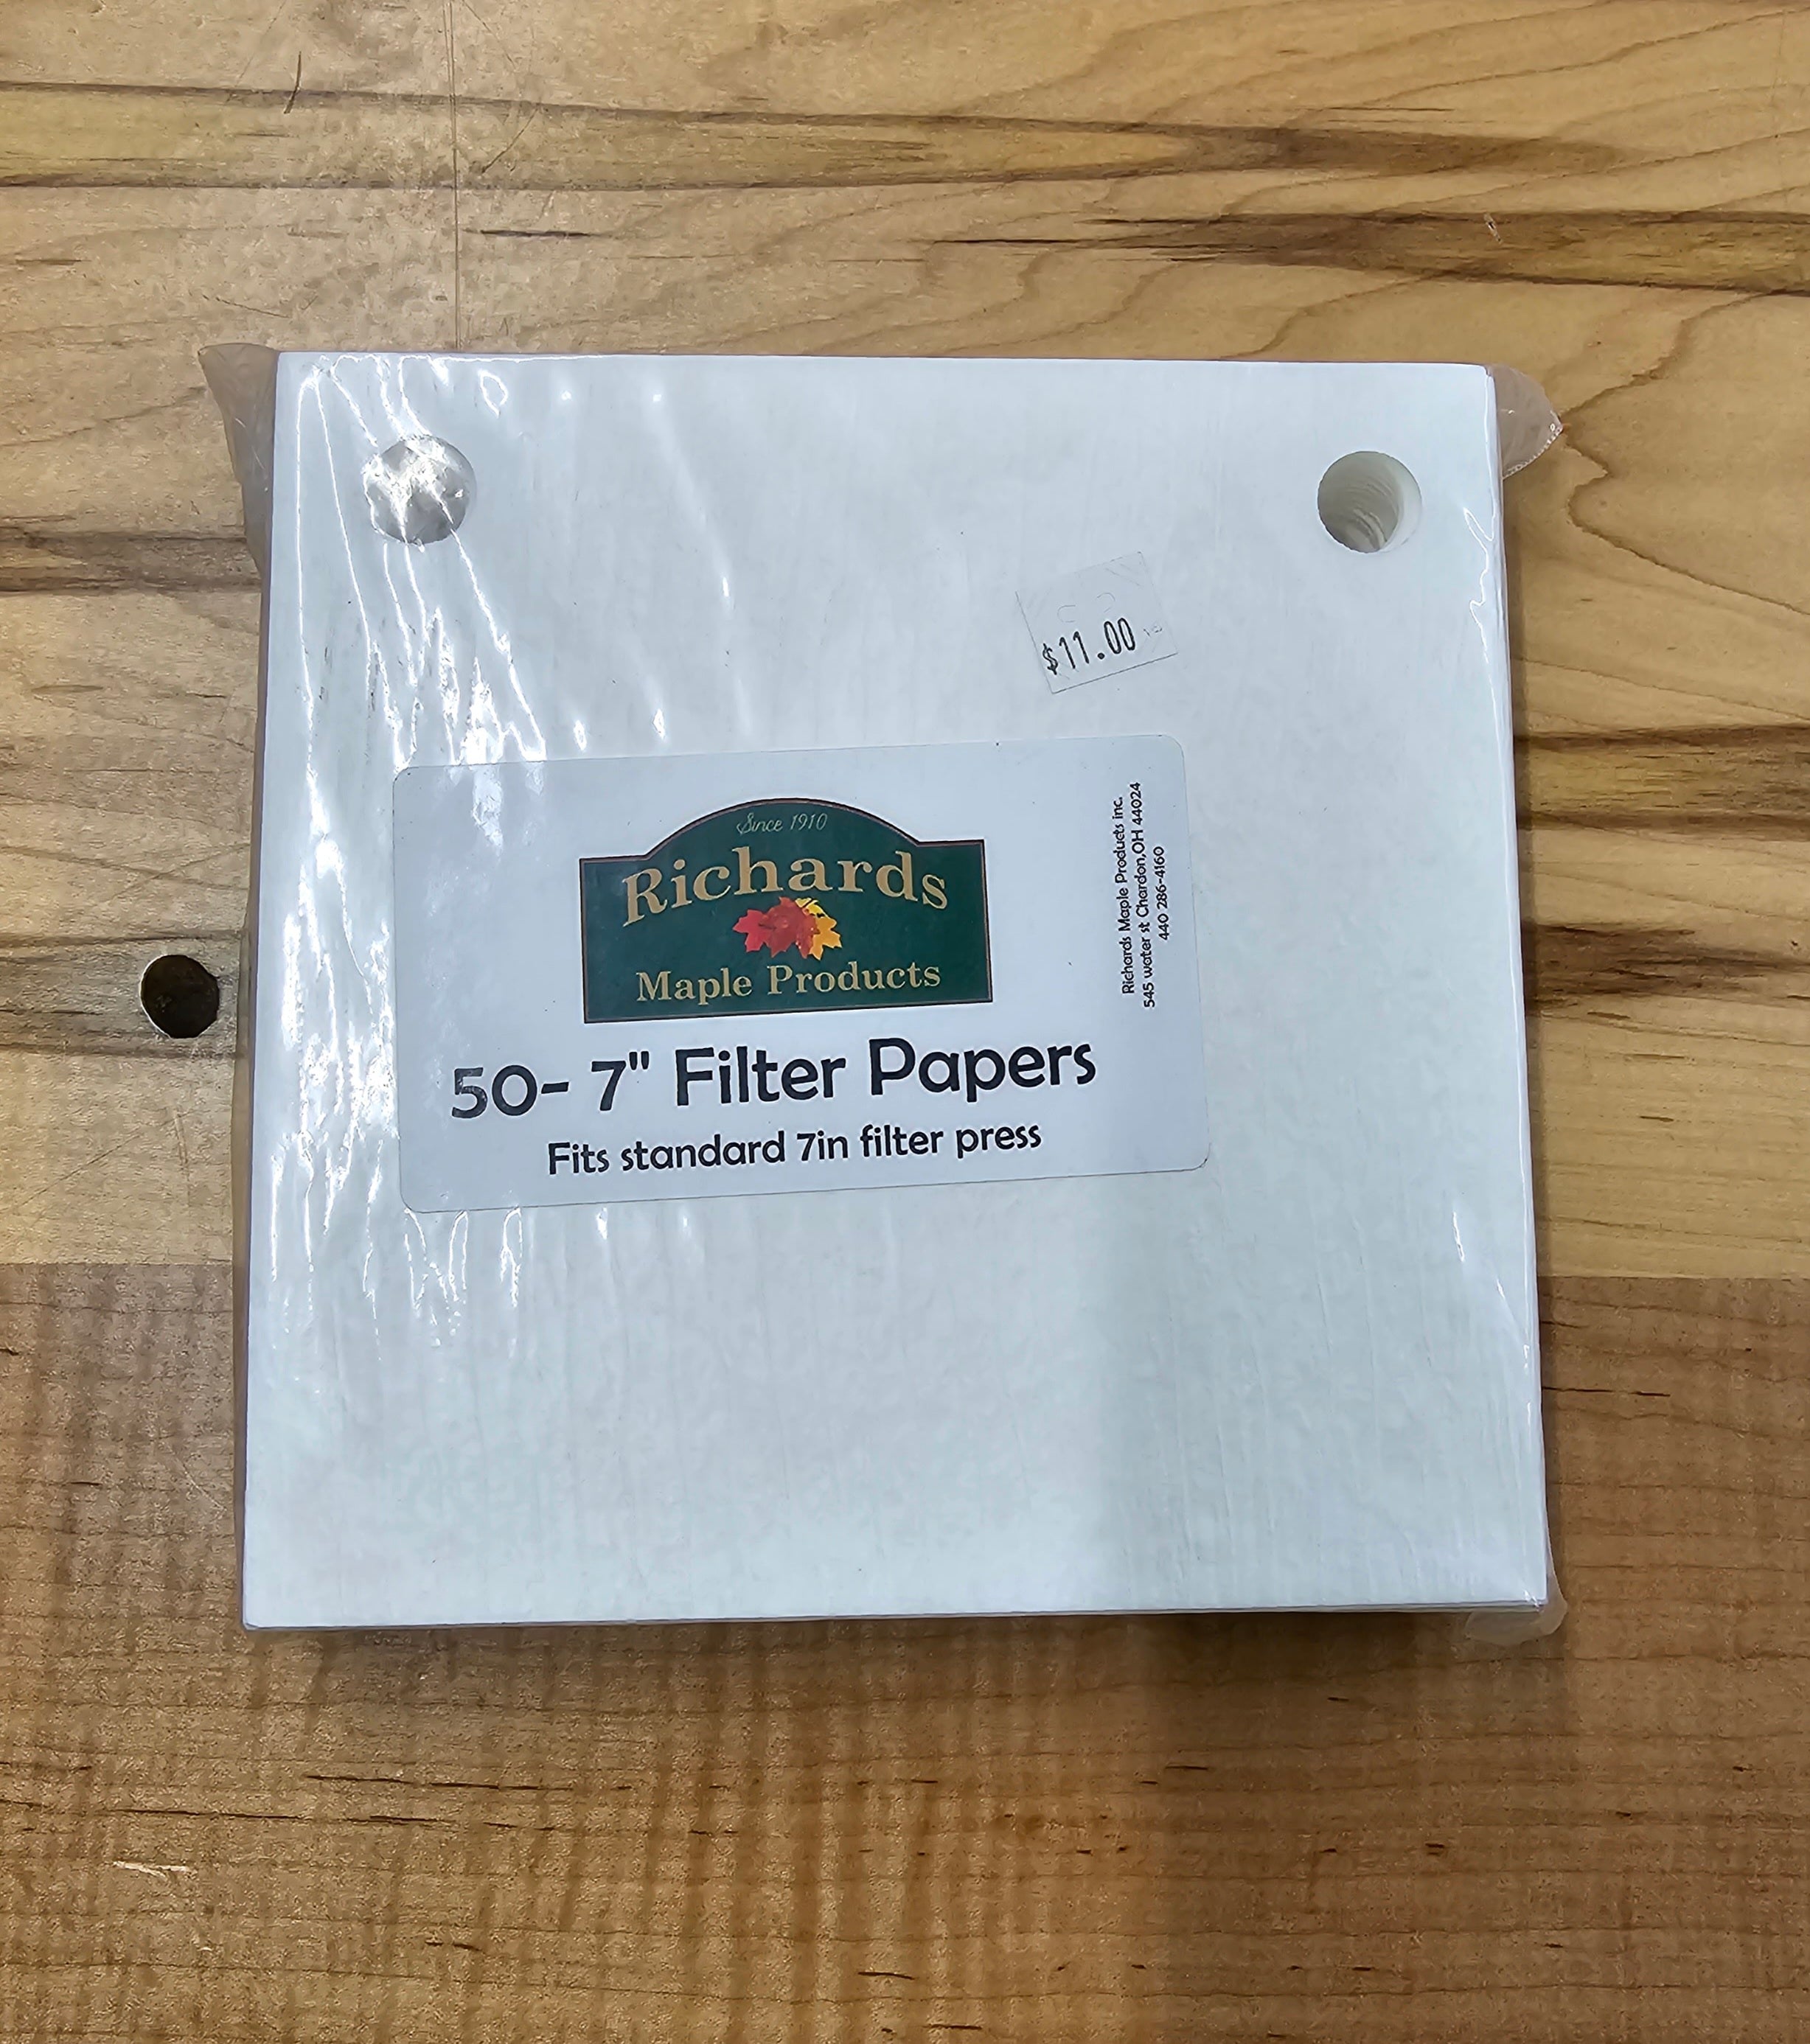 $11.00
Since 1910
Richards
Maple Products
50- 7" Filter Papers
Fits standard 7in filter press
Richards Maple Products inc.
545 water st Chardon,OH 44024
440 286-4160